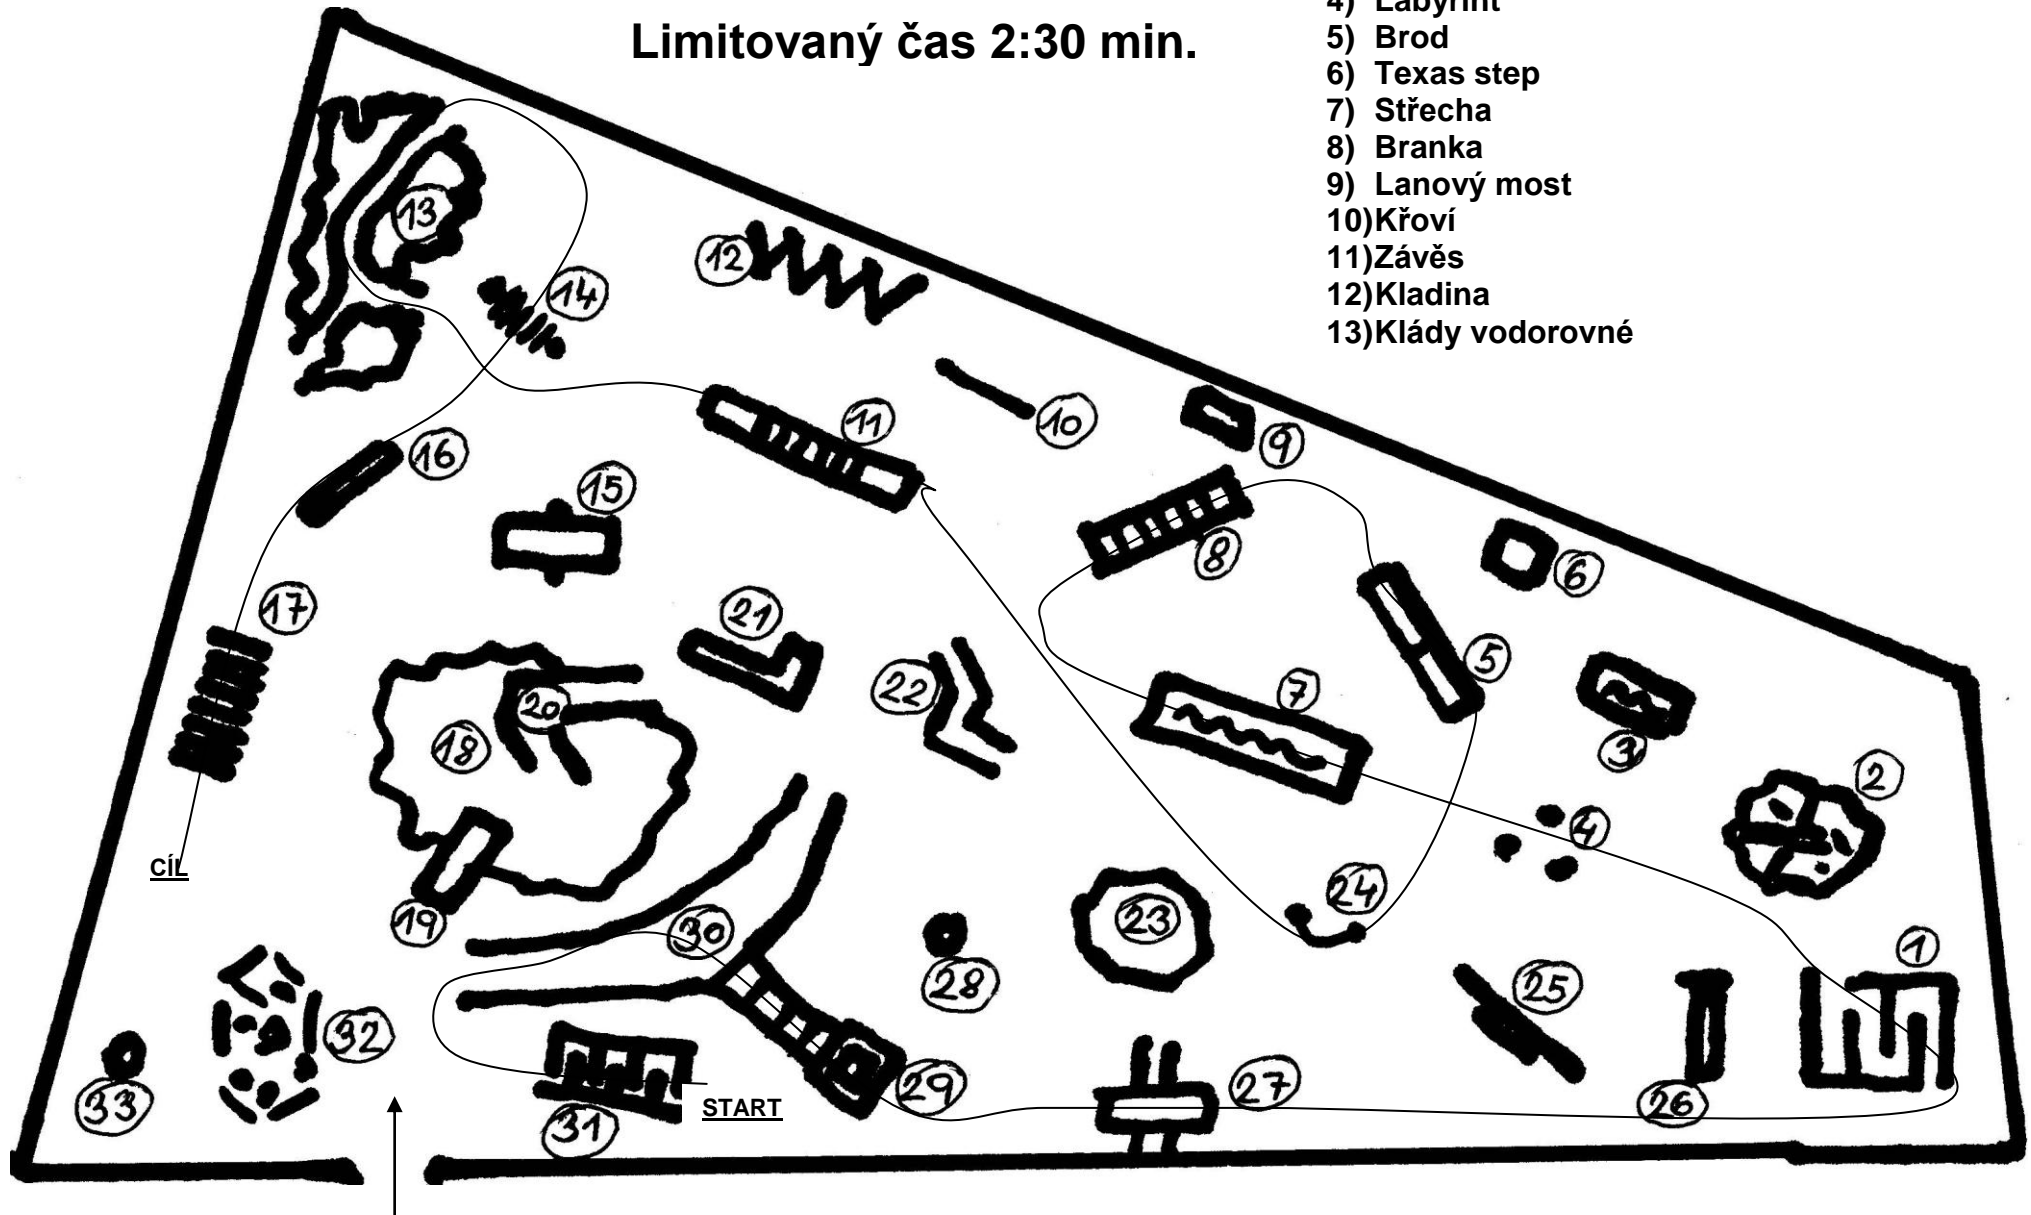 Limitovaný čas 2:30 min.
4) Labyrint
5) Brod
6) Texas step
7) Střecha
8) Branka
9) Lanový most
10)Křoví
11)Závěs
12)Kladina
13)Klády vodorovné
13
12
14
11
10
9
16
15
8
6
17
21
5
22
7
20
3
18
2
4
CÍL
24
19
30
23
1
28
25
32
29
27
26
33
START
31